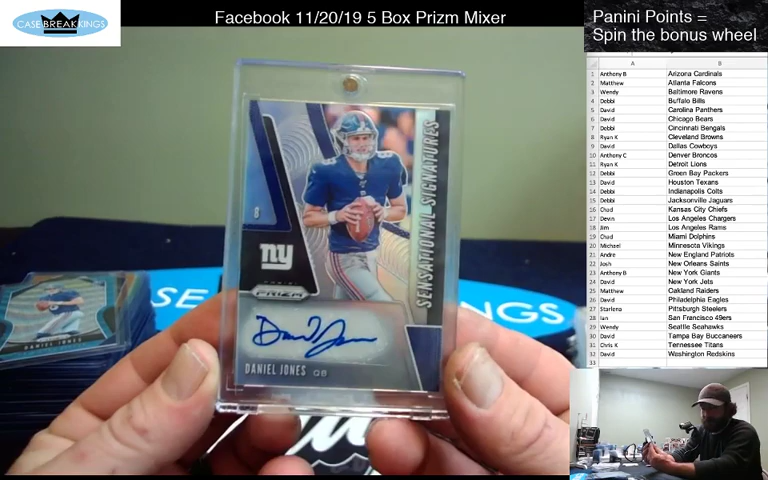 CASE BREAK KINGS
Facebook 11/20/19 5 Box Prizm Mixer
Panini Points =
Spin the bonus wheel
A B
1 Anthony B Arizona Cardinals
2 Matthew Atlanta Falcons
3 Wendy Baltimore Ravens
4 Debbi Buffalo Bills
5 David Carolina Panthers
6 David Chicago Bears
7 Debbi Cincinnati Bengals
8 Ryan K Cleveland Browns
9 David Dallas Cowboys
10 Anthony C Denver Broncos
11 Ryan K Detroit Lions
12 Debbi Green Bay Packers
13 David Houston Texans
14 Debbi Indianapolis Colts
15 Debbi Jacksonville Jaguars
16 Chad Kansas City Chiefs
17 Devin Los Angeles Chargers
18 Jim Los Angeles Rams
19 Chad Miami Dolphins
20 Michael Minnesota Vikings
21 Andre New England Patriots
22 Josh New Orleans Saints
23 Anthony B New York Giants
24 David New York Jets
25 Matthew Oakland Raiders
26 David Philadelphia Eagles
27 Starlena Pittsburgh Steelers
28 Ian San Francisco 49ers
29 Wendy Seattle Seahawks
30 David Tampa Bay Buccaneers
31 Chris K Tennessee Titans
32 David Washington Redskins
33
8
ny
PRIZM
SENSATIONAL SIGNATURES
Daniel Jones
DANIEL JONES QB
DANIEL JONES
SE
KINGS